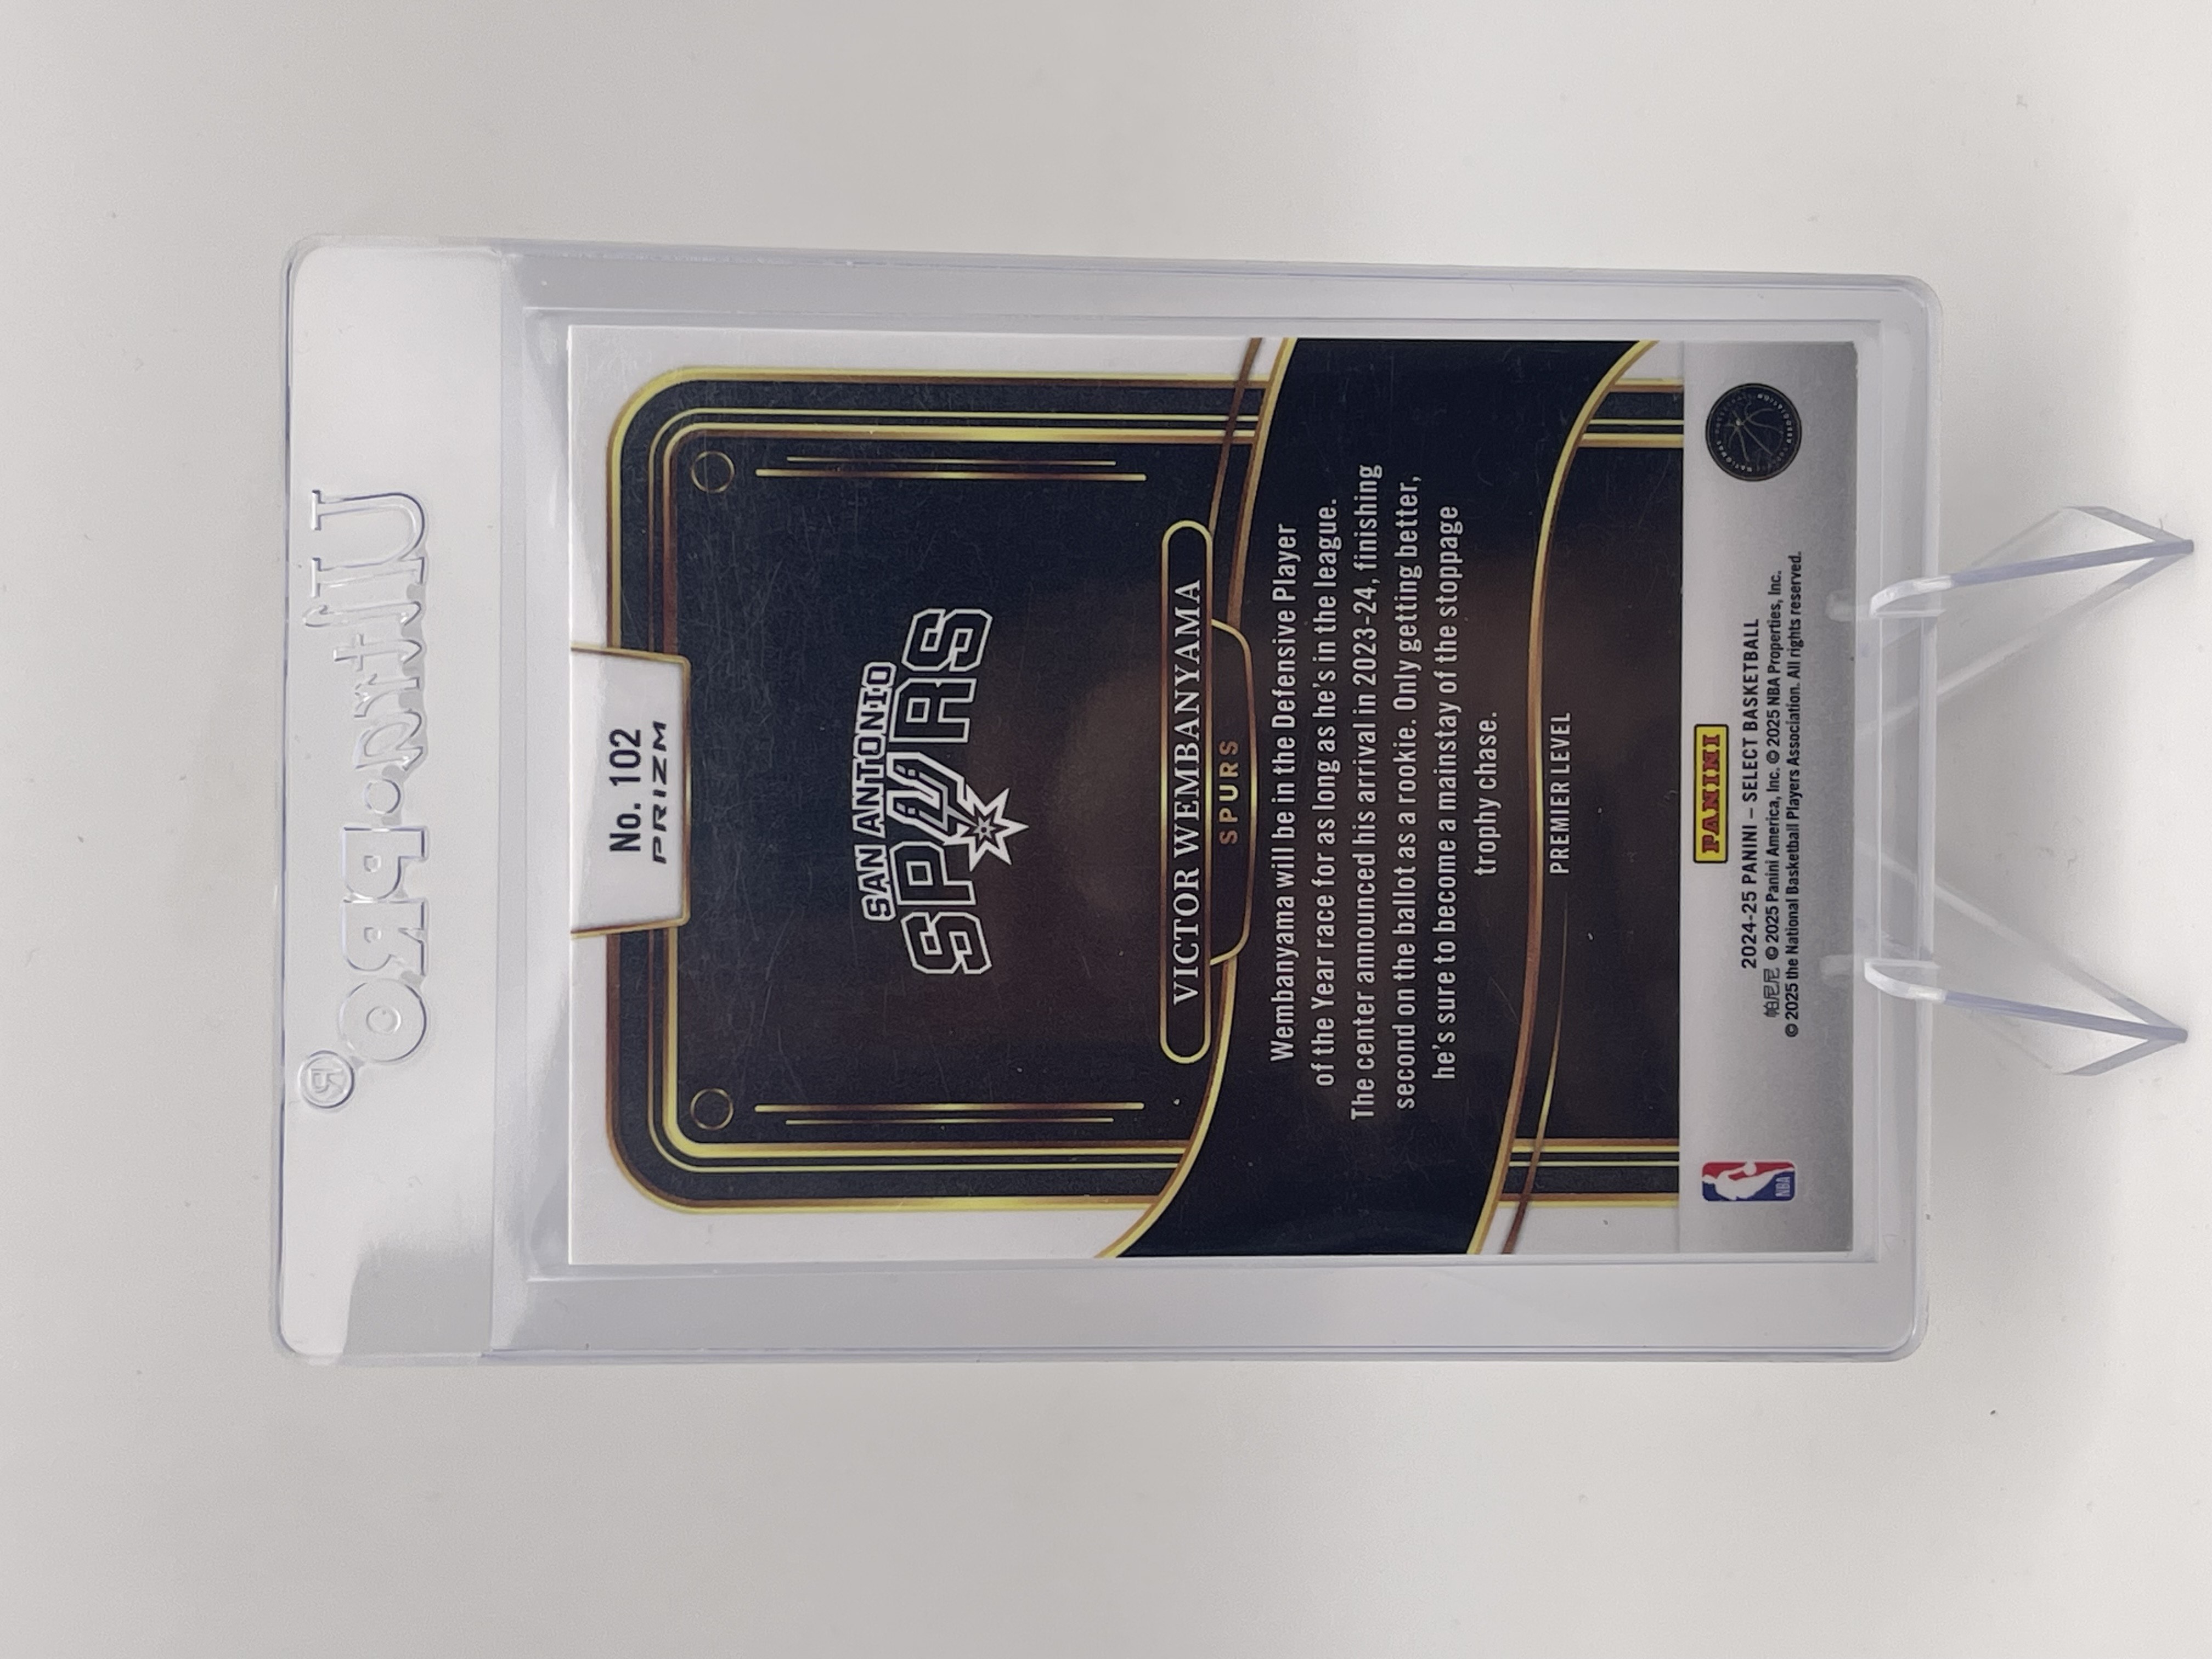 Ultra·PRO®
No. 102
PRIZM
SAN ANTONIO
SPURS
VICTOR WEMBANYAMA
SPURS
Wembanyama will be in the Defensive Player
of the Year race for as long as he's in the league.
The center announced his arrival in 2023-24, finishing
second on the ballot as a rookie. Only getting better,
he's sure to become a mainstay of the stoppage
trophy chase.
PREMIER LEVEL
PANINI
NBA
2024-25 PANINI – SELECT BASKETBALL
帕尼尼 © 2025 Panini America, Inc. © 2025 NBA Properties, Inc.
© 2025 the National Basketball Players Association. All rights reserved.